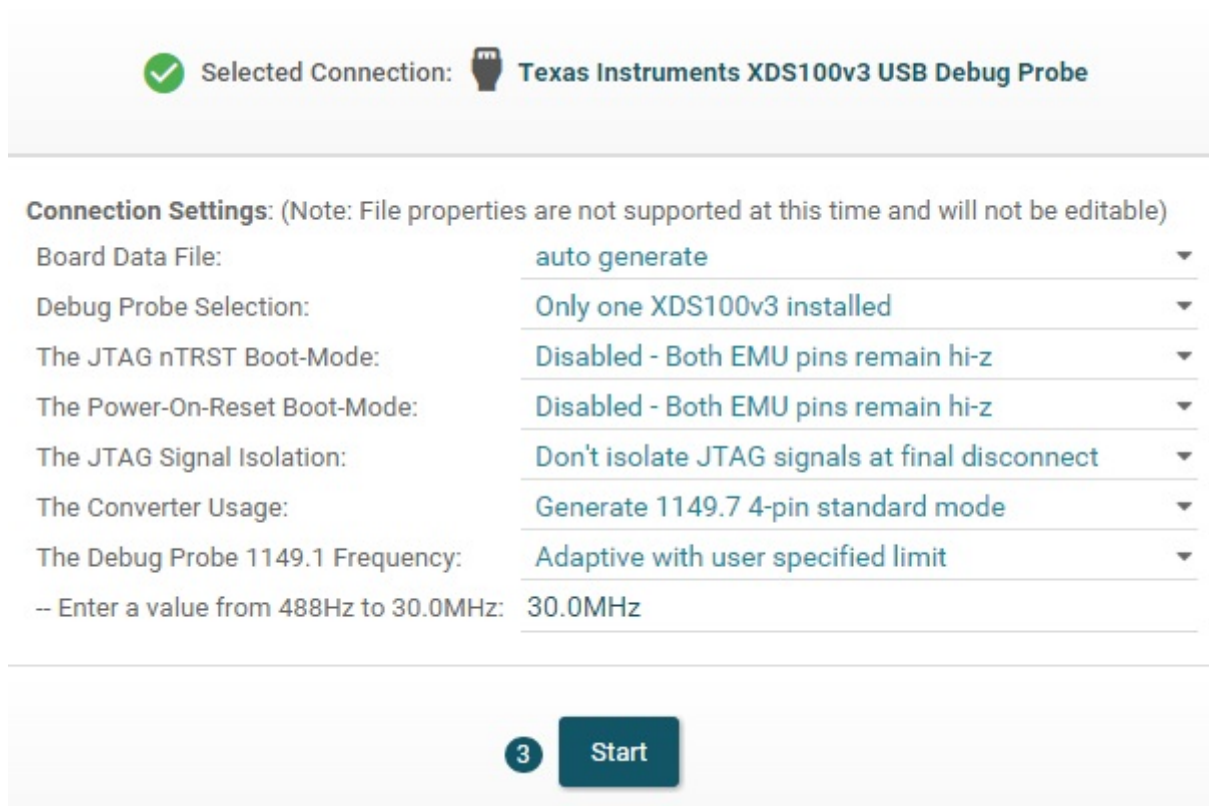 Selected Connection: Texas Instruments XDS100v3 USB Debug Probe
Connection Settings: (Note: File properties are not supported at this time and will not be editable)
Board Data File: auto generate
Debug Probe Selection: Only one XDS100v3 installed
The JTAG nTRST Boot-Mode: Disabled - Both EMU pins remain hi-z
The Power-On-Reset Boot-Mode: Disabled - Both EMU pins remain hi-z
The JTAG Signal Isolation: Don't isolate JTAG signals at final disconnect
The Converter Usage: Generate 1149.7 4-pin standard mode
The Debug Probe 1149.1 Frequency: Adaptive with user specified limit
-- Enter a value from 488Hz to 30.0MHz: 30.0MHz
3 Start